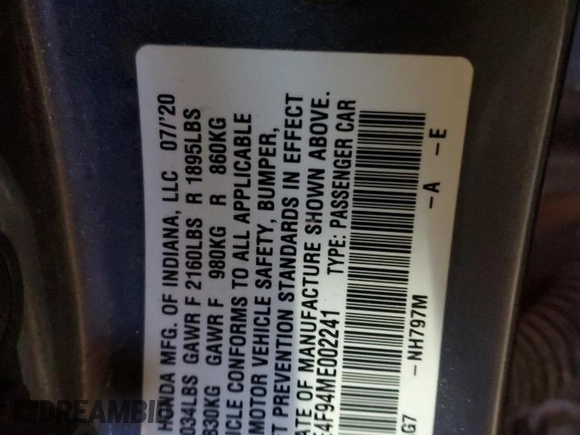 HONDA MFG. OF INDIANA, LLC 07/'20
034LBS GAWR F 2160LBS R 1895LBS
830KG GAWR F 980KG R 860KG
ICLE CONFORMS TO ALL APPLICABLE
MOTOR VEHICLE SAFETY, BUMPER,
T PREVENTION STANDARDS IN EFFECT
ATE OF MANUFACTURE SHOWN ABOVE.
4F94ME002241 TYPE: PASSENGER CAR
G7 -NH797M -A -E
DREAMBID